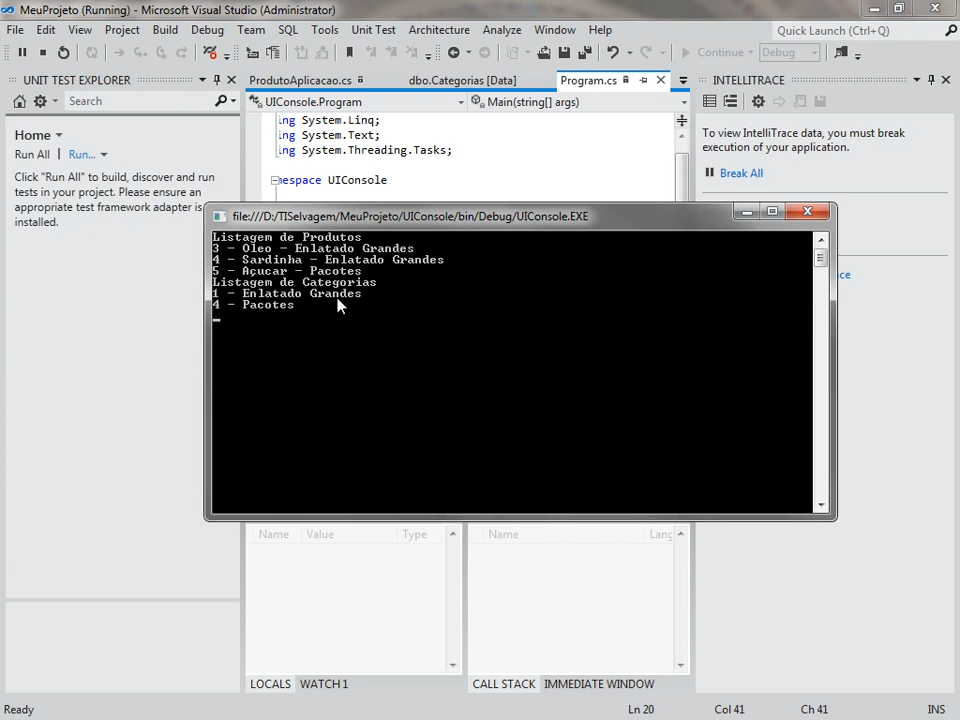 MeuProjeto (Running) - Microsoft Visual Studio (Administrator)
File Edit View Project Build Debug Team SQL Tools Unit Test Architecture Analyze Window Help
Quick Launch (Ctrl+Q)
Continue Debug
UNIT TEST EXPLORER
Search
Home
Run All | Run...
Click "Run All" to build, discover and run
tests in your project. Please ensure an
appropriate test framework adapter is
installed.
ProdutoAplicacao.cs dbo.Categorias [Data] Program.cs
UIConsole.Program Main(string[] args)
ing System.Linq;
ing System.Text;
ing System.Threading.Tasks;
mespace UIConsole
INTELLITRACE
To view IntelliTrace data, you must break
execution of your application.
Break All
ce
file:///D:/TISelvagem/MeuProjeto/UIConsole/bin/Debug/UIConsole.EXE
Listagem de Produtos
3 - Oleo - Enlatado Grandes
4 - Sardinha - Enlatado Grandes
5 - Açucar - Pacotes
Listagem de Categorias
1 - Enlatado Grandes
4 - Pacotes
Name Value Type
Name Lang
LOCALS WATCH 1
CALL STACK IMMEDIATE WINDOW
Ready
Ln 20 Col 41 Ch 41 INS